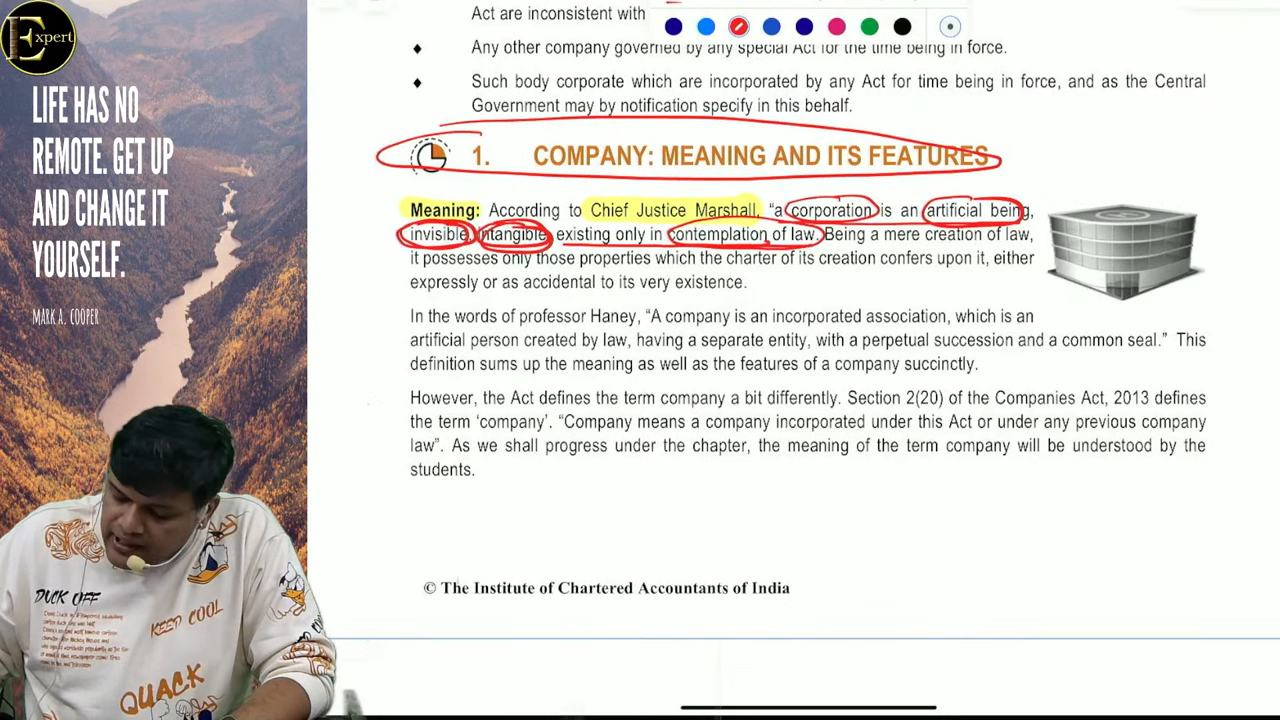 Expert
LIFE HAS NO
REMOTE. GET UP
AND CHANGE IT
YOURSELF.
MARK A. COOPER
Act are inconsistent with
♦ Any other company governed by any special Act for the time being in force.
♦ Such body corporate which are incorporated by any Act for time being in force, and as the Central
Government may by notification specify in this behalf.
1. COMPANY: MEANING AND ITS FEATURES
Meaning: According to Chief Justice Marshall, “a corporation is an artificial being,
invisible, intangible, existing only in contemplation of law. Being a mere creation of law,
it possesses only those properties which the charter of its creation confers upon it, either
expressly or as accidental to its very existence.
In the words of professor Haney, “A company is an incorporated association, which is an
artificial person created by law, having a separate entity, with a perpetual succession and a common seal.” This
definition sums up the meaning as well as the features of a company succinctly.
However, the Act defines the term company a bit differently. Section 2(20) of the Companies Act, 2013 defines
the term ‘company’. “Company means a company incorporated under this Act or under any previous company
law”. As we shall progress under the chapter, the meaning of the term company will be understood by the
students.
© The Institute of Chartered Accountants of India
DUCK OFF
KEEP COOL
QUACK